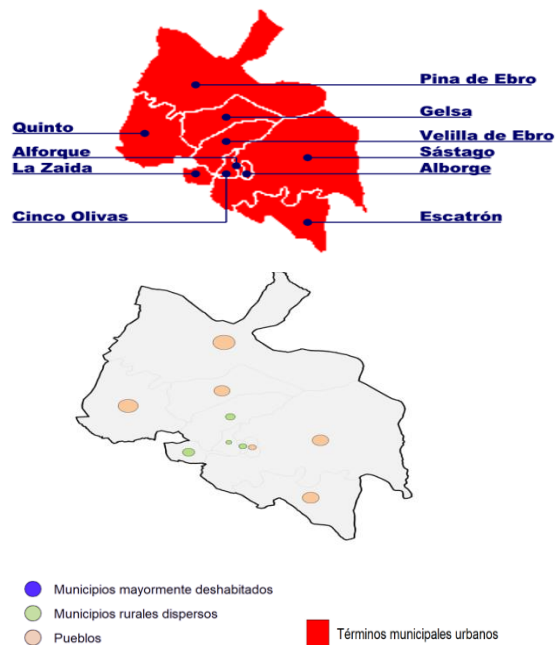 Pina de Ebro
Gelsa
Quinto
Velilla de Ebro
Alforque
Sástago
La Zaida
Alborge
Cinco Olivas
Escatrón
Municipios mayormente deshabitados
Municipios rurales dispersos
Pueblos
Términos municipales urbanos